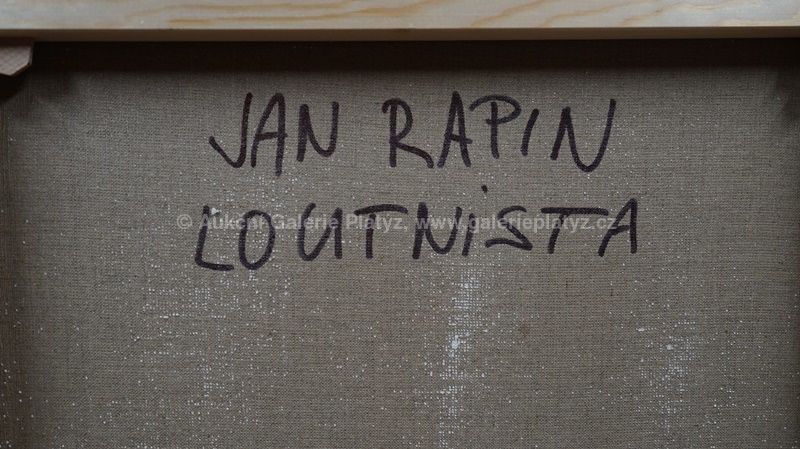 JAN RAPIN
© Aukční Galerie Platýz, www.galerieplatyz.cz
LOUTNiSTA